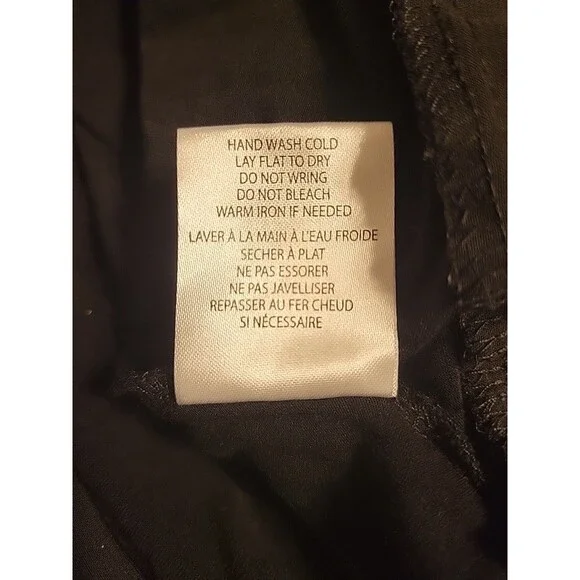 HAND WASH COLD
LAY FLAT TO DRY
DO NOT WRING
DO NOT BLEACH
WARM IRON IF NEEDED
LAVER À LA MAIN À L'EAU FROIDE
SECHER À PLAT
NE PAS ESSORER
NE PAS JAVELLISER
REPASSER AU FER CHEUD
SI NÉCESSAIRE